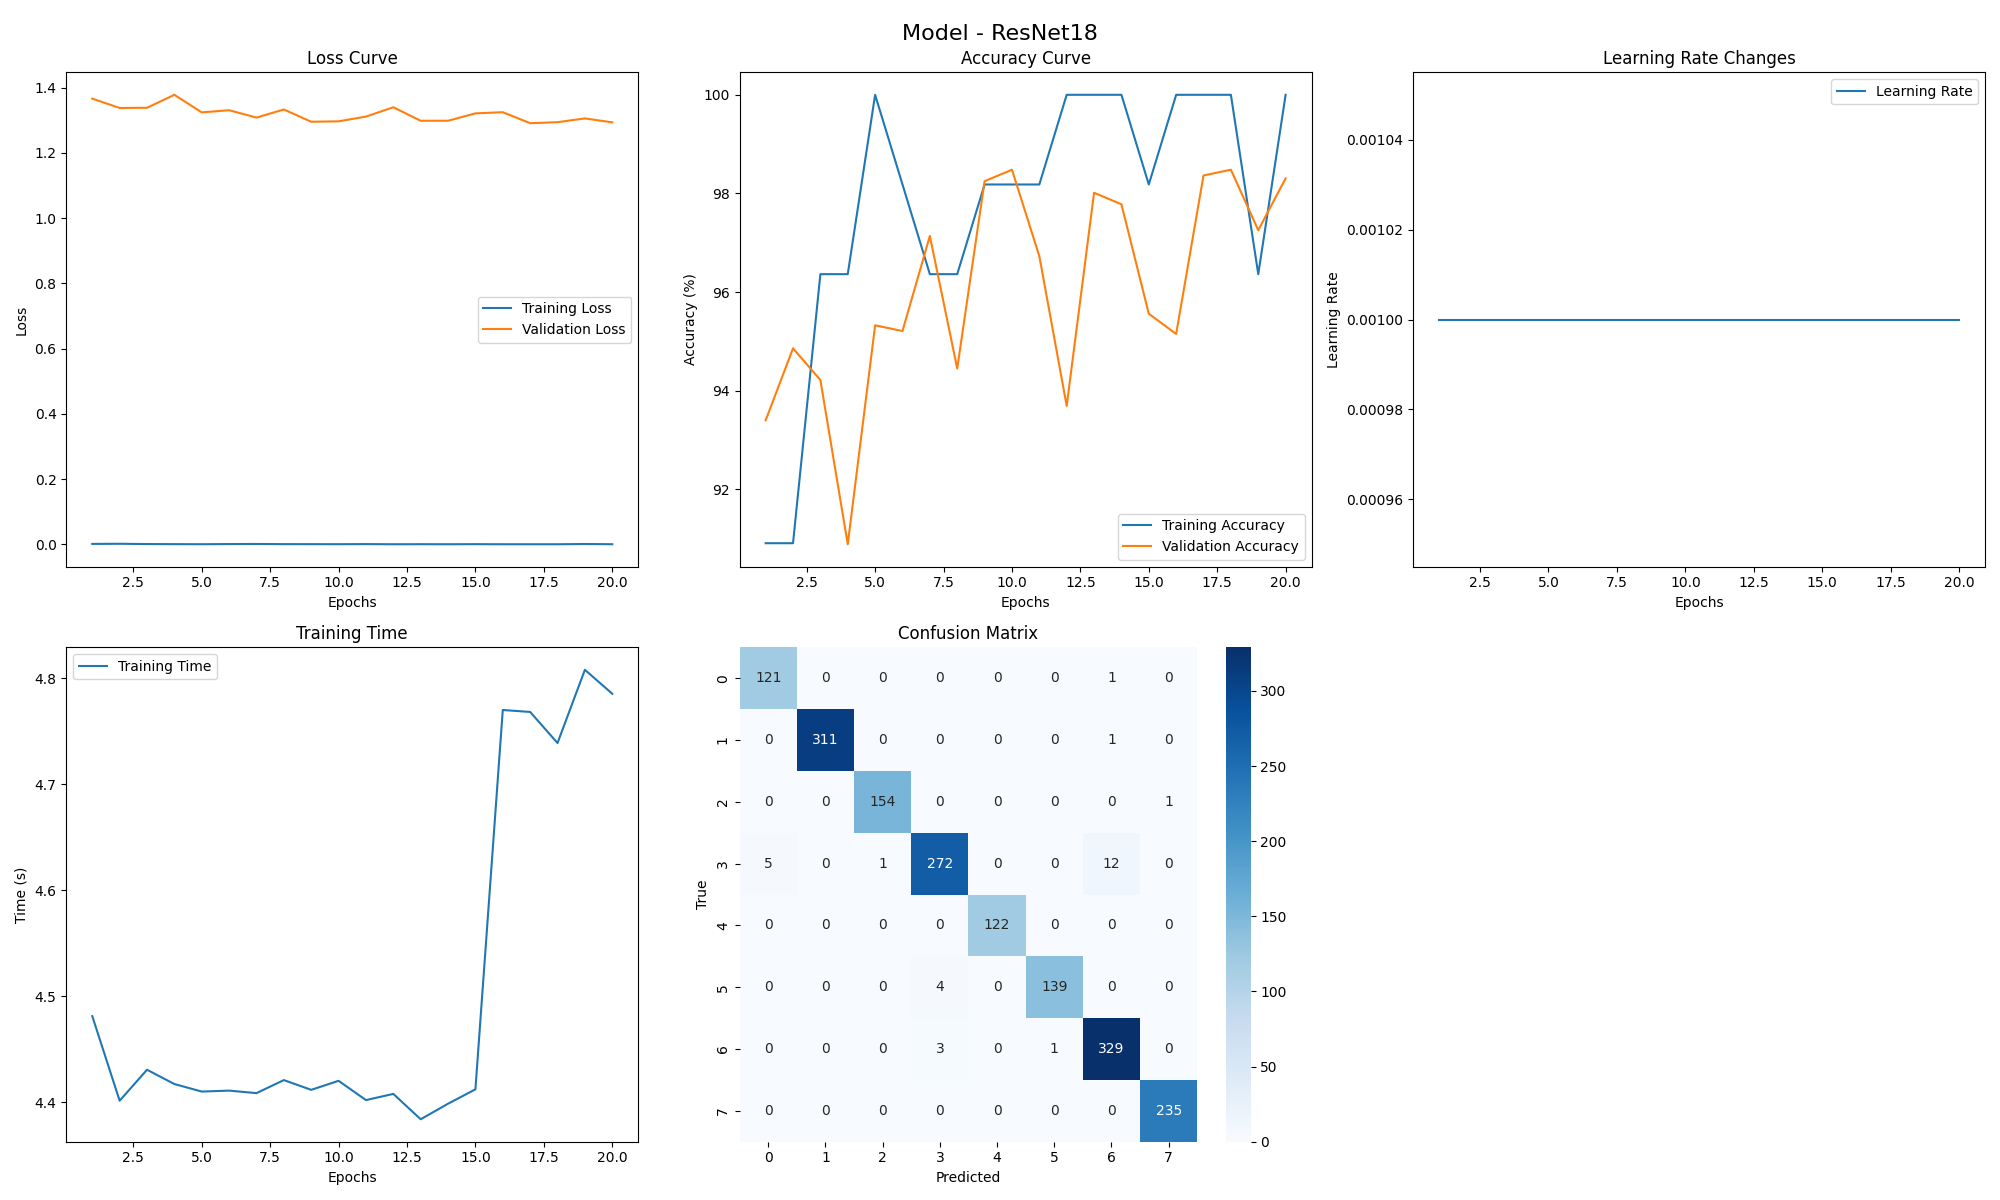 Model - ResNet18
Loss Curve
1.4
1.2
1.0
0.8
0.6
0.4
0.2
0.0
Loss
Training Loss
Validation Loss
2.5 5.0 7.5 10.0 12.5 15.0 17.5 20.0
Epochs
Accuracy Curve
100
98
96
94
92
Accuracy (%)
Training Accuracy
Validation Accuracy
2.5 5.0 7.5 10.0 12.5 15.0 17.5 20.0
Epochs
Learning Rate Changes
Learning Rate
0.00104
0.00102
0.00100
0.00098
0.00096
Learning Rate
2.5 5.0 7.5 10.0 12.5 15.0 17.5 20.0
Epochs
Training Time
Training Time
4.8
4.7
4.6
4.5
4.4
Time (s)
2.5 5.0 7.5 10.0 12.5 15.0 17.5 20.0
Epochs
Confusion Matrix
True
0 121 0 0 0 0 0 1 0
1 0 311 0 0 0 0 1 0
2 0 0 154 0 0 0 0 1
3 5 0 1 272 0 0 12 0
4 0 0 0 0 122 0 0 0
5 0 0 0 4 0 139 0 0
6 0 0 0 3 0 1 329 0
7 0 0 0 0 0 0 0 235
0 1 2 3 4 5 6 7
Predicted
300
250
200
150
100
50
0